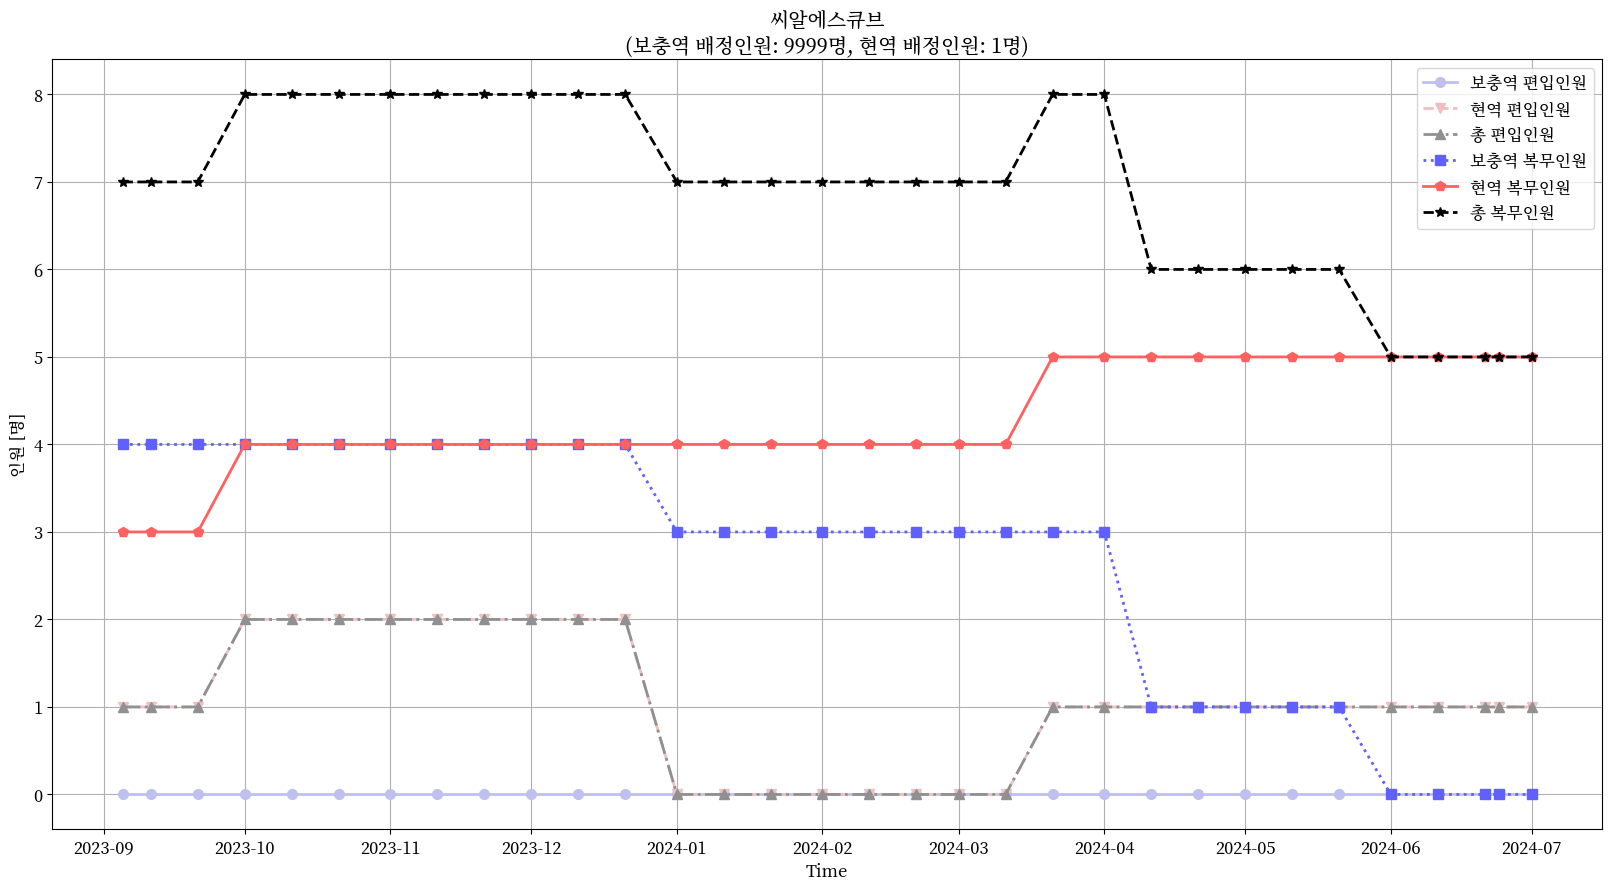 씨알에스큐브
(보충역 배정인원: 9999명, 현역 배정인원: 1명)
보충역 편입인원
현역 편입인원
총 편입인원
보충역 복무인원
현역 복무인원
총 복무인원
인원 [명]
8
7
6
5
4
3
2
1
0
2023-09 2023-10 2023-11 2023-12 2024-01 2024-02 2024-03 2024-04 2024-05 2024-06 2024-07
Time